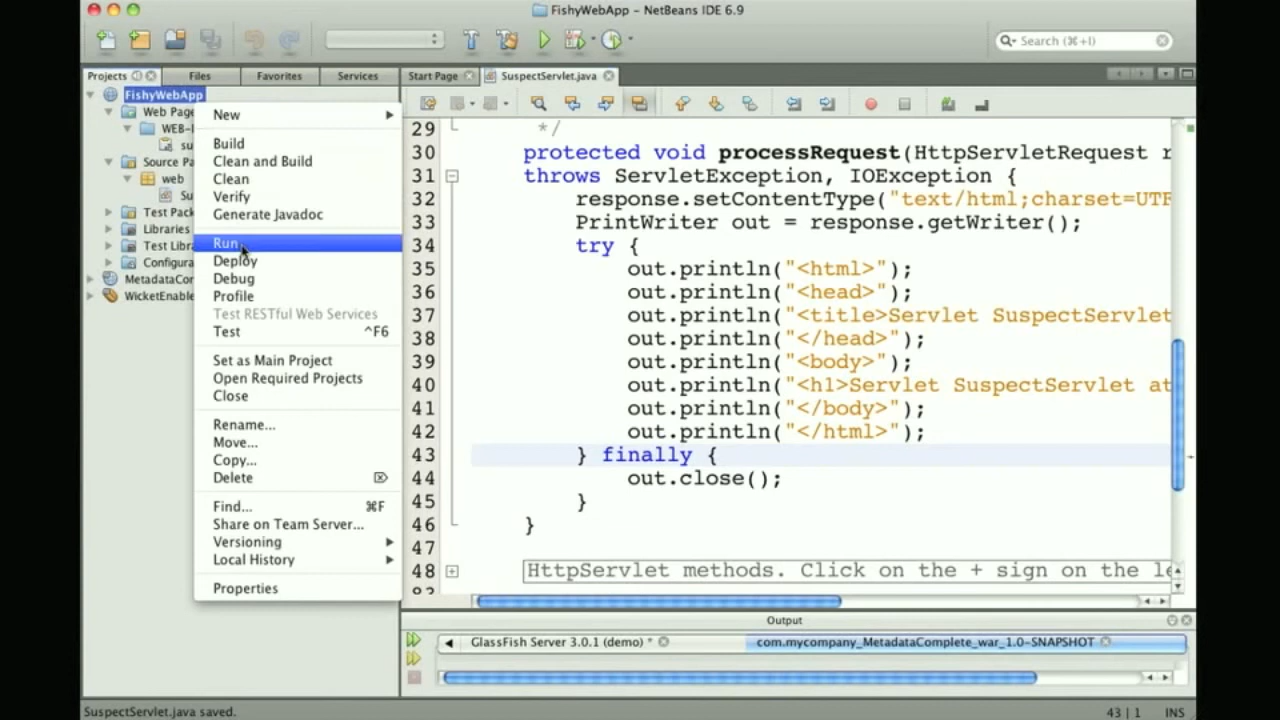 FishyWebApp - NetBeans IDE 6.9
Search (⌘+I)
Projects
Files
Favorites
Services
Start Page
SuspectServlet.java
FishyWebApp
Web Page
WEB-I
su
Source Pa
web
Su
Test Pack
Libraries
Test Libra
Configura
MetadataCor
WicketEnable
New
Build
Clean and Build
Clean
Verify
Generate Javadoc
Run
Deploy
Debug
Profile
Test RESTful Web Services
Test ^F6
Set as Main Project
Open Required Projects
Close
Rename...
Move...
Copy...
Delete
Find... ⌘F
Share on Team Server...
Versioning
Local History
Properties
29 */
30 protected void processRequest(HttpServletRequest r
31 throws ServletException, IOException {
32 response.setContentType("text/html;charset=UTF
33 PrintWriter out = response.getWriter();
34 try {
35 out.println("<html>");
36 out.println("<head>");
37 out.println("<title>Servlet SuspectServlet
38 out.println("</head>");
39 out.println("<body>");
40 out.println("<h1>Servlet SuspectServlet at
41 out.println("</body>");
42 out.println("</html>");
43 } finally {
44 out.close();
45 }
46 }
47
48 HttpServlet methods. Click on the + sign on the le
Output
GlassFish Server 3.0.1 (demo) *
com.mycompany_MetadataComplete_war_1.0-SNAPSHOT
SuspectServlet.java saved.
43 | 1 INS